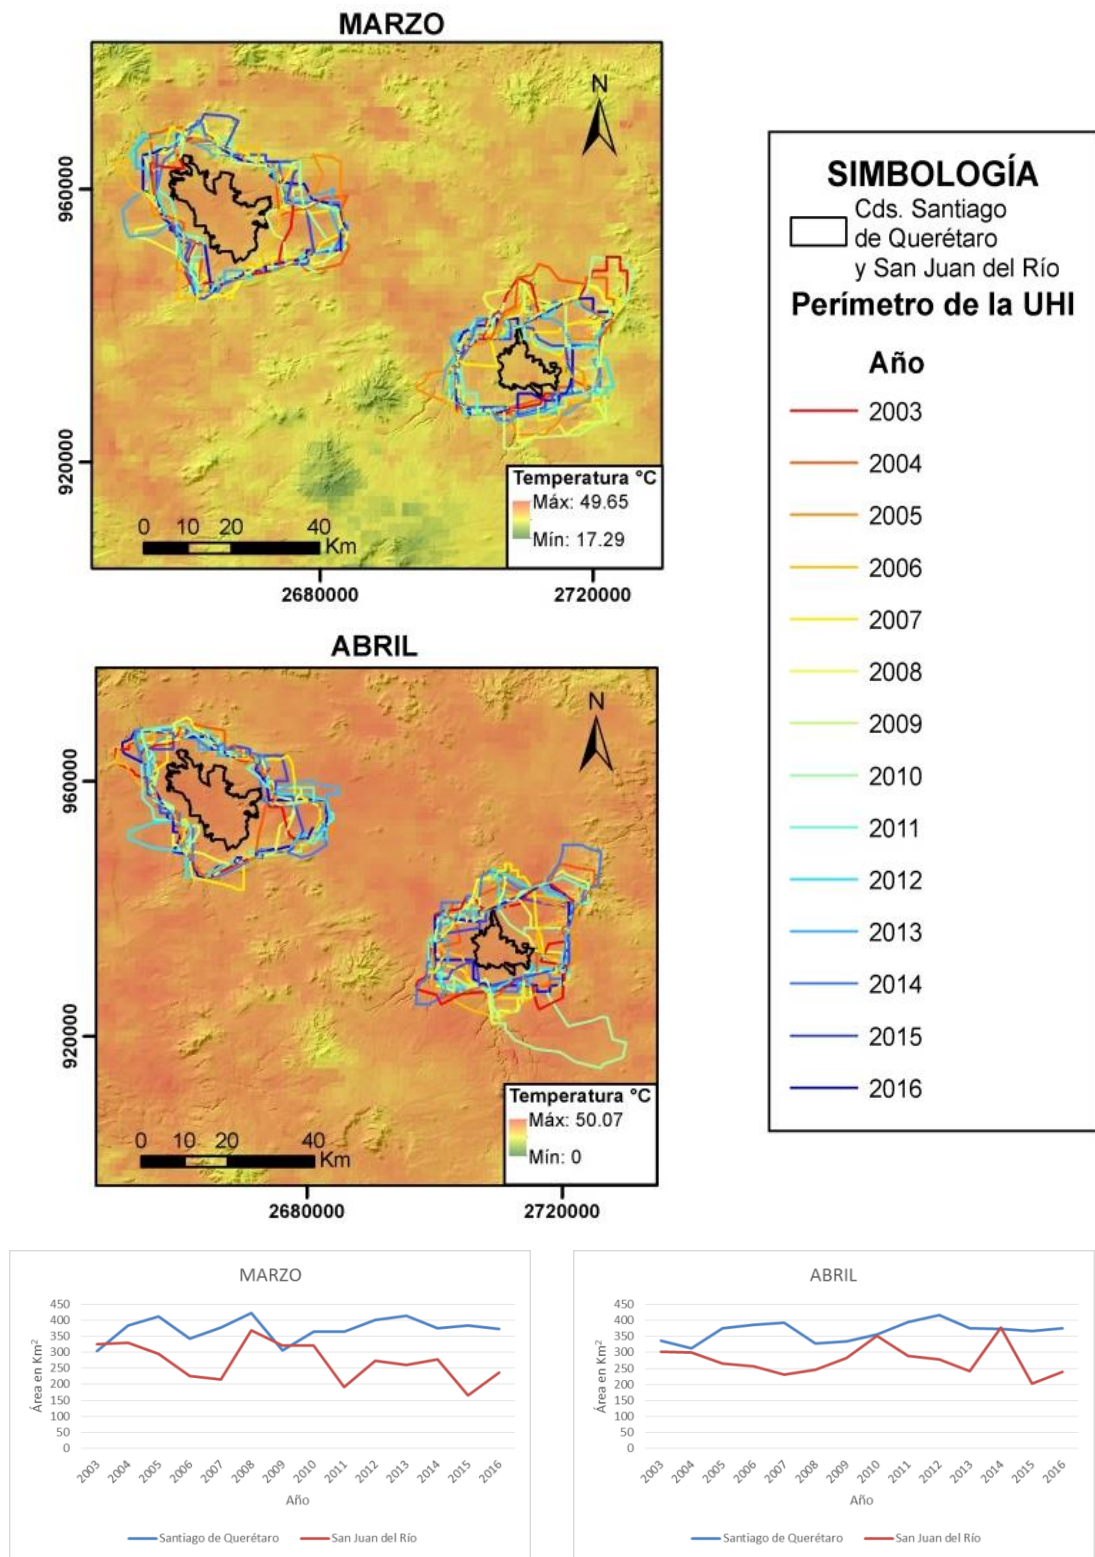 MARZO
N
960000
920000
0 10 20 40
Km
Temperatura °C
Máx: 49.65
Mín: 17.29
2680000 2720000
SIMBOLOGÍA
Cds. Santiago
de Querétaro
y San Juan del Río
Perímetro de la UHI
Año
2003
2004
2005
2006
2007
2008
2009
2010
2011
2012
2013
2014
2015
2016
ABRIL
N
960000
920000
0 10 20 40
Km
Temperatura °C
Máx: 50.07
Mín: 0
2680000 2720000
MARZO
Área en Km²
450
400
350
300
250
200
150
100
50
0
2003 2004 2005 2006 2007 2008 2009 2010 2011 2012 2013 2014 2015 2016
Año
Santiago de Querétaro San Juan del Río
ABRIL
Área en Km²
450
400
350
300
250
200
150
100
50
0
2003 2004 2005 2006 2007 2008 2009 2010 2011 2012 2013 2014 2015 2016
Año
Santiago de Querétaro San Juan del Río